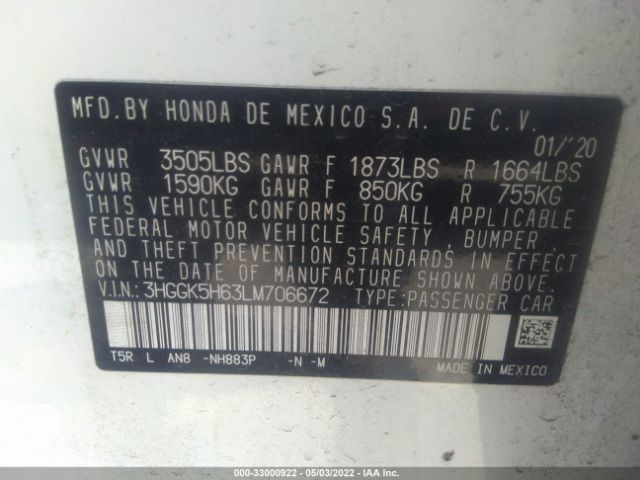 MFD. BY HONDA DE MEXICO S.A. DE C.V.
01/'20
GVWR 3505LBS GAWR F 1873LBS R 1664LBS
GVWR 1590KG GAWR F 850KG R 755KG
THIS VEHICLE CONFORMS TO ALL APPLICABLE
FEDERAL MOTOR VEHICLE SAFETY , BUMPER
AND THEFT PREVENTION STANDARDS IN EFFECT
ON THE DATE OF MANUFACTURE SHOWN ABOVE.
V.I.N.: 3HGGK5H63LM706672 TYPE:PASSENGER CAR
T5R L AN8 -NH883P -N -M
MADE IN MEXICO
000-33000922 - 05/03/2022 - IAA Inc.